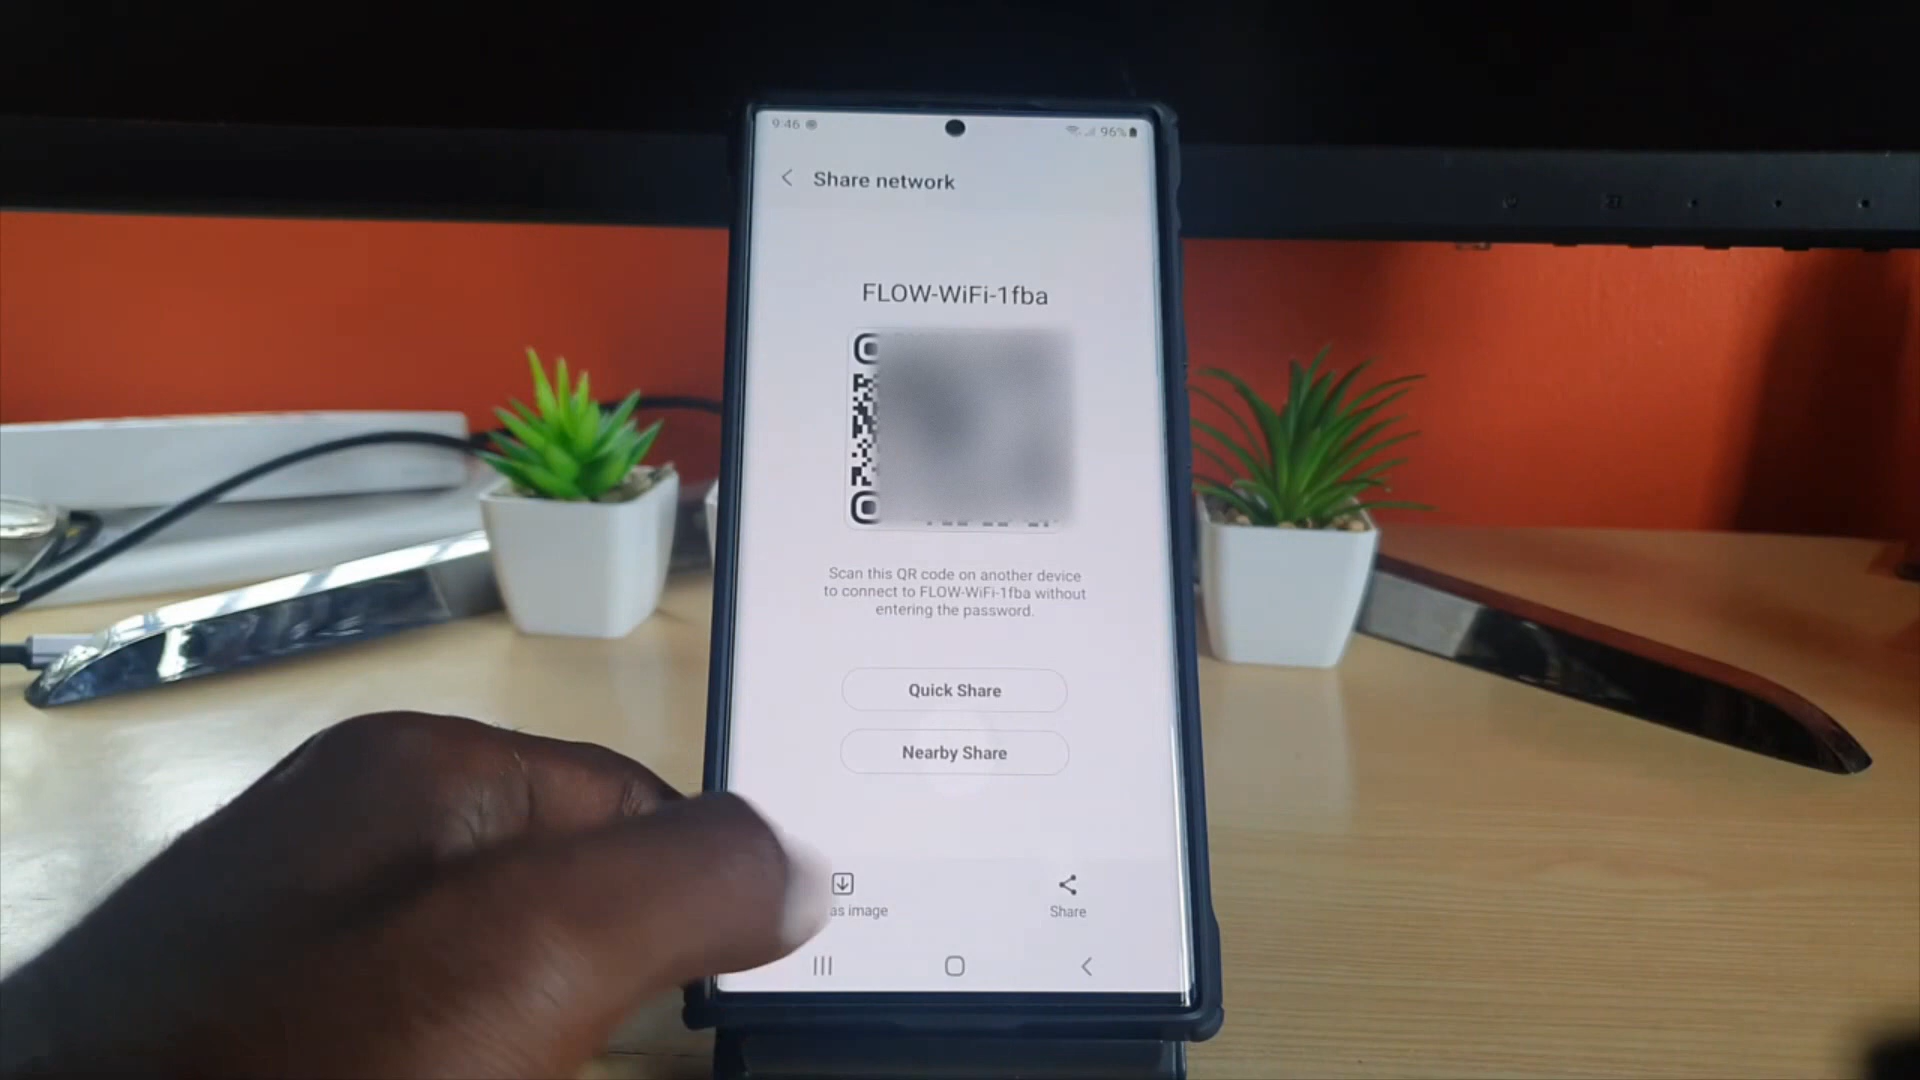 9:46
96%
Share network
FLOW-WiFi-1fba
Scan this QR code on another device
to connect to FLOW-WiFi-1fba without
entering the password.
Quick Share
Nearby Share
as image
Share